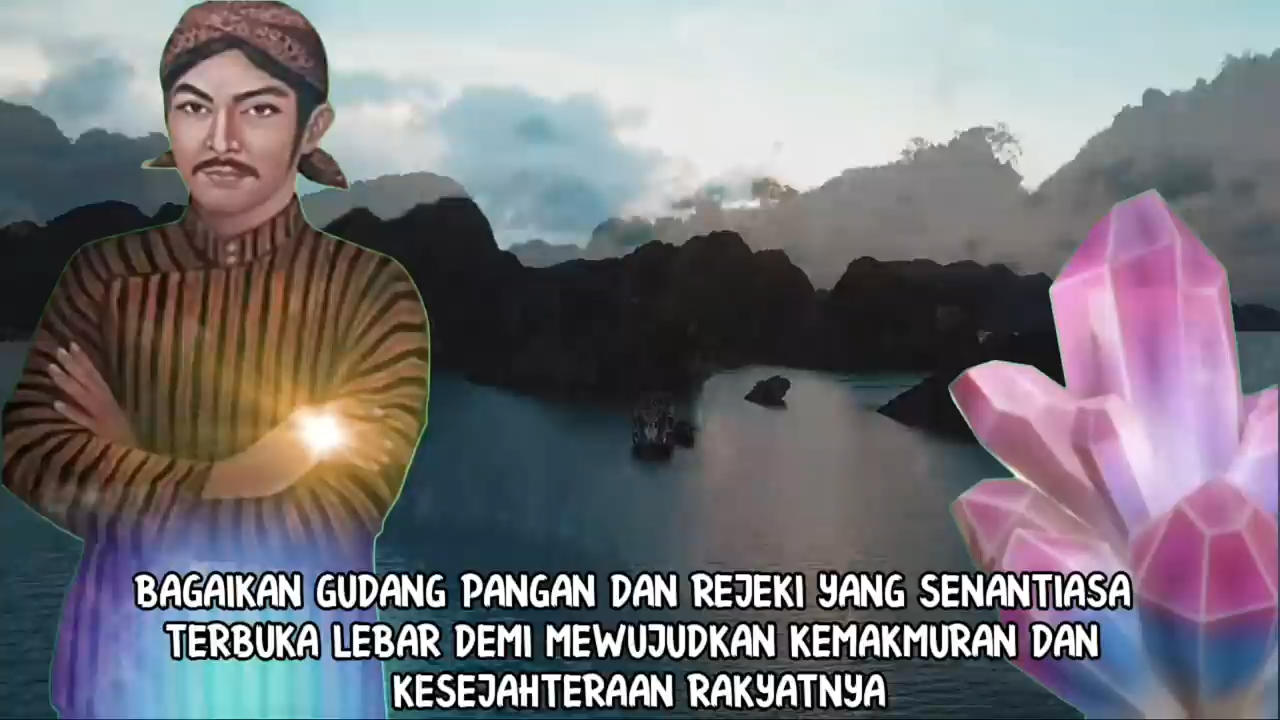 BAGAIKAN GUDANG PANGAN DAN REJEKI YANG SENANTIASA
TERBUKA LEBAR DEMI MEWUJUDKAN KEMAKMURAN DAN
KESEJAHTERAAN RAKYATNYA